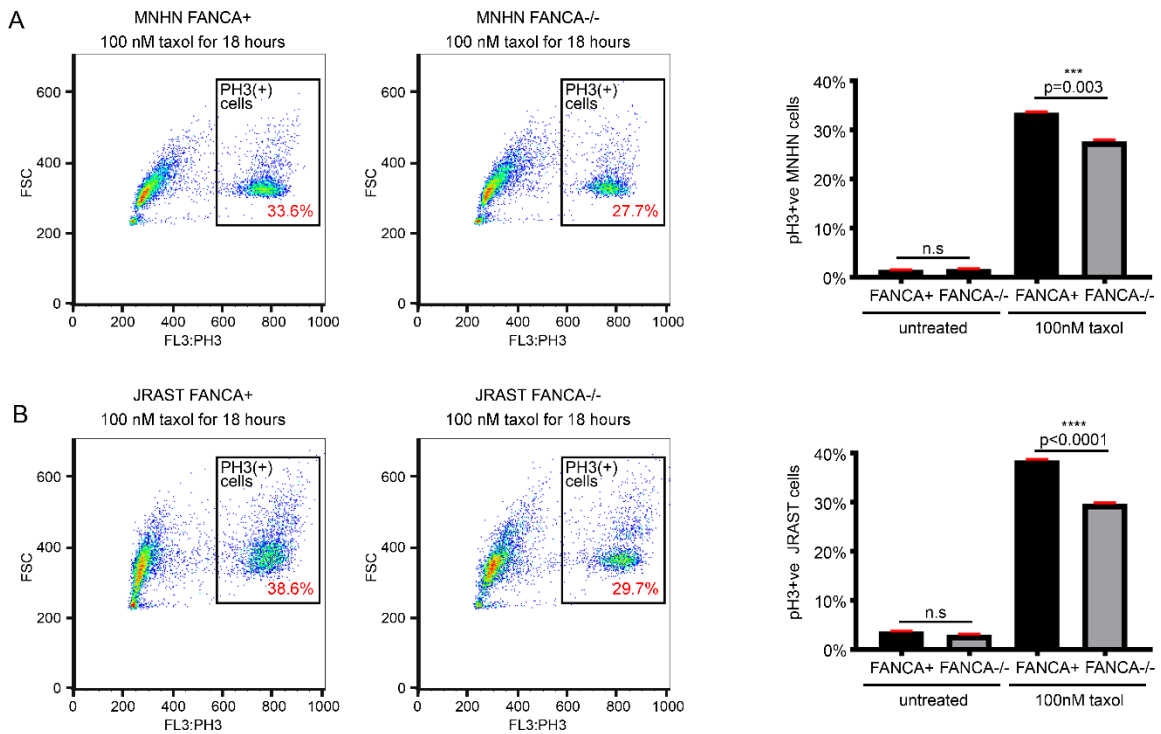 A
MNHN FANCA+
100 nM taxol for 18 hours
600
400
200
0
FSC
PH3(+)
cells
33.6%
0 200 400 600 800 1000
FL3:PH3
MNHN FANCA-/-
100 nM taxol for 18 hours
600
400
200
0
FSC
PH3(+)
cells
27.7%
0 200 400 600 800 1000
FL3:PH3
40%
30%
20%
10%
0%
pH3+ve MNHN cells
n.s
***
p=0.003
FANCA+ FANCA-/- FANCA+ FANCA-/-
untreated 100nM taxol
B
JRAST FANCA+
100 nM taxol for 18 hours
600
400
200
0
FSC
PH3(+)
cells
38.6%
0 200 400 600 800 1000
FL3:PH3
JRAST FANCA-/-
100 nM taxol for 18 hours
600
400
200
0
FSC
PH3(+)
cells
29.7%
0 200 400 600 800 1000
FL3:PH3
40%
30%
20%
10%
0%
pH3+ve JRAST cells
n.s
****
p<0.0001
FANCA+ FANCA-/- FANCA+ FANCA-/-
untreated 100nM taxol